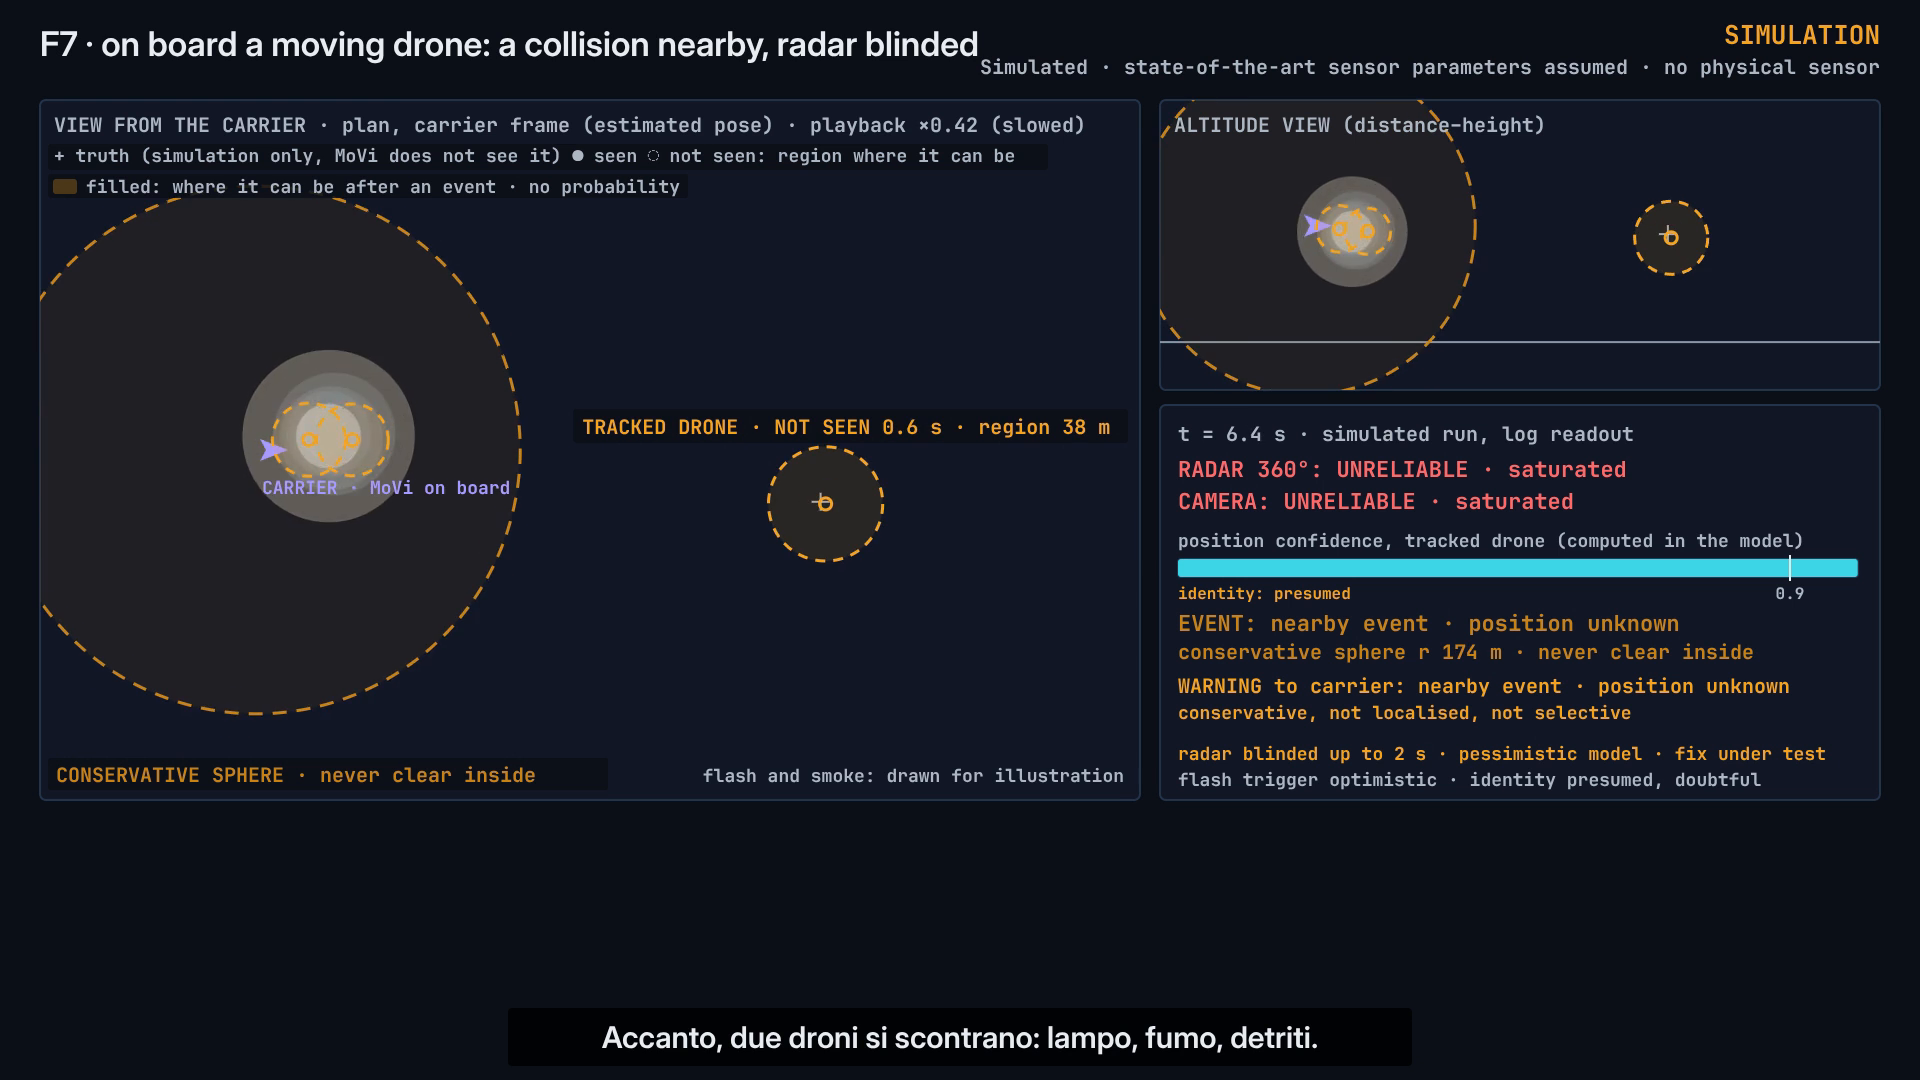 F7 · on board a moving drone: a collision nearby, radar blinded
SIMULATION
Simulated · state-of-the-art sensor parameters assumed · no physical sensor
VIEW FROM THE CARRIER · plan, carrier frame (estimated pose) · playback ×0.42 (slowed)
+ truth (simulation only, MoVi does not see it) ● seen ◌ not seen: region where it can be
filled: where it can be after an event · no probability
TRACKED DRONE · NOT SEEN 0.6 s · region 38 m
CARRIER · MoVi on board
CONSERVATIVE SPHERE · never clear inside
flash and smoke: drawn for illustration
ALTITUDE VIEW (distance-height)
t = 6.4 s · simulated run, log readout
RADAR 360°: UNRELIABLE · saturated
CAMERA: UNRELIABLE · saturated
position confidence, tracked drone (computed in the model)
identity: presumed
0.9
EVENT: nearby event · position unknown
conservative sphere r 174 m · never clear inside
WARNING to carrier: nearby event · position unknown
conservative, not localised, not selective
radar blinded up to 2 s · pessimistic model · fix under test
flash trigger optimistic · identity presumed, doubtful
Accanto, due droni si scontrano: lampo, fumo, detriti.